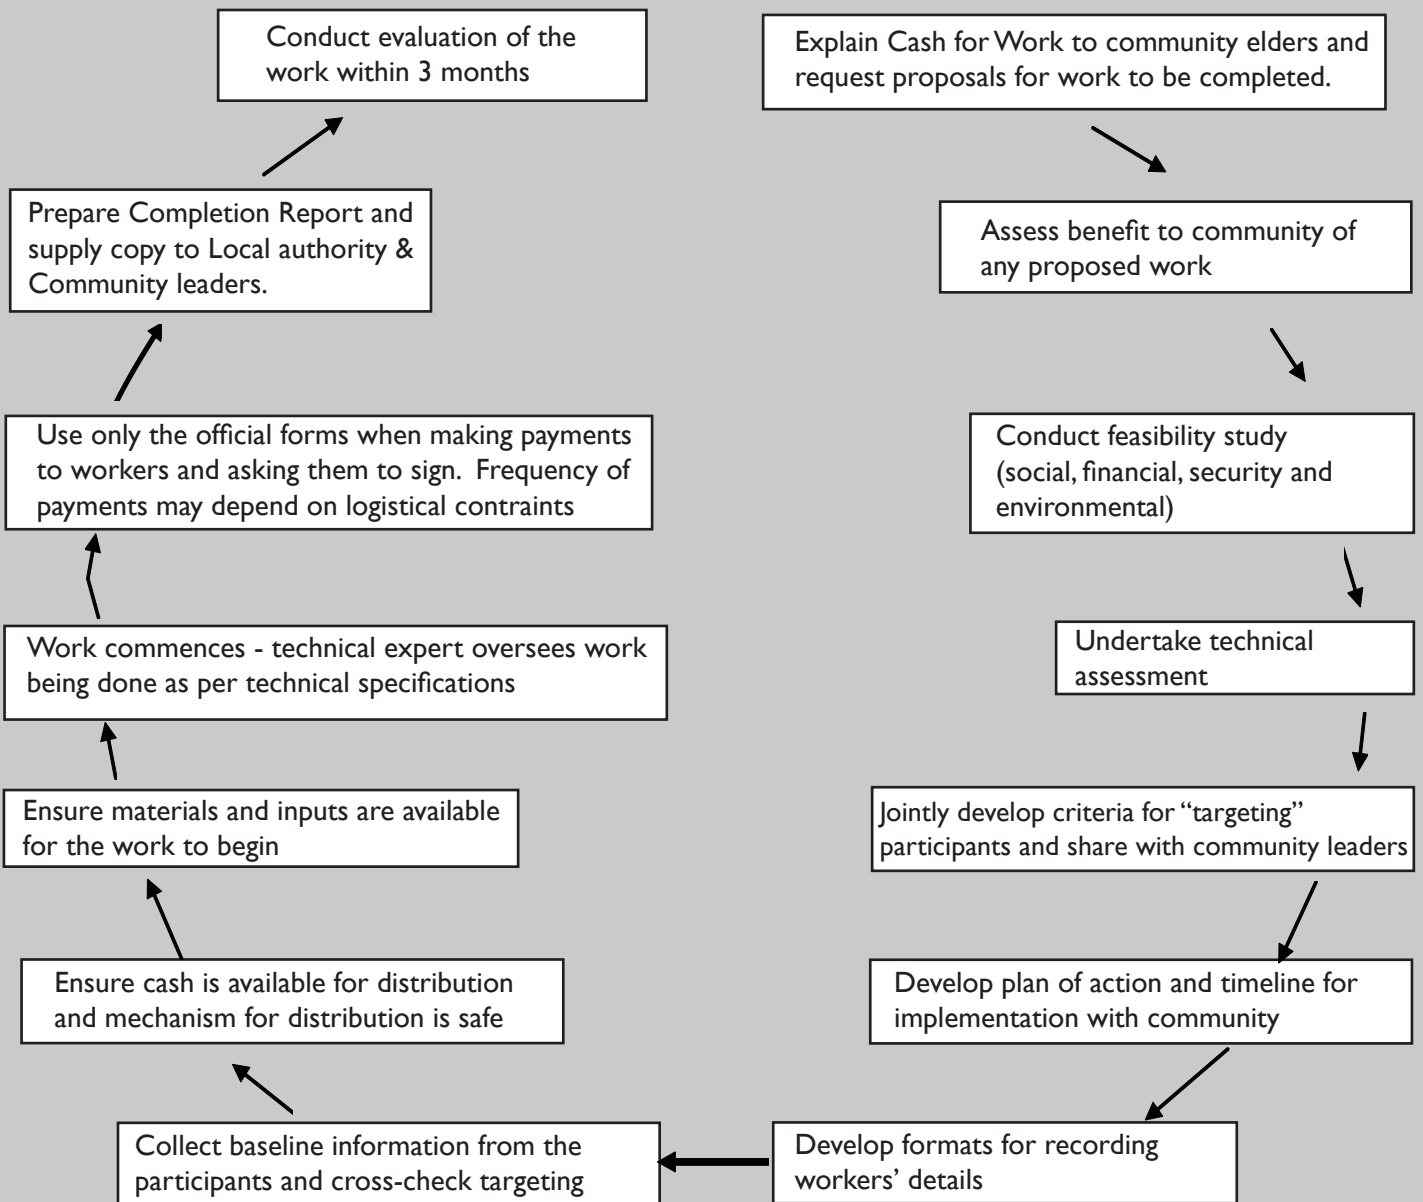 Explain Cash for Work to community elders and
request proposals for work to be completed.
Assess benefit to community of
any proposed work
Conduct feasibility study
(social, financial, security and
environmental)
Undertake technical
assessment
Jointly develop criteria for “targeting”
participants and share with community leaders
Develop plan of action and timeline for
implementation with community
Develop formats for recording
workers’ details
Collect baseline information from the
participants and cross-check targeting
Ensure cash is available for distribution
and mechanism for distribution is safe
Ensure materials and inputs are available
for the work to begin
Work commences - technical expert oversees work
being done as per technical specifications
Use only the official forms when making payments
to workers and asking them to sign.  Frequency of
payments may depend on logistical contraints
Prepare Completion Report and
supply copy to Local authority &
Community leaders.
Conduct evaluation of the
work within 3 months